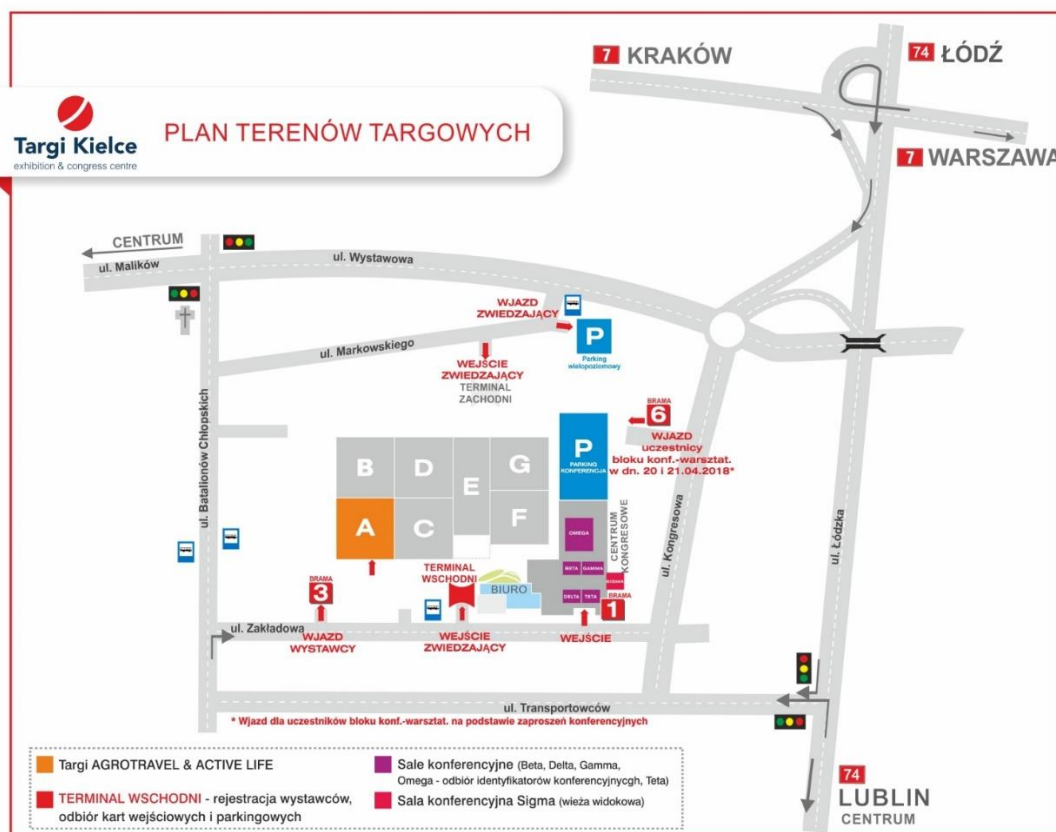 7 KRAKÓW
74 ŁÓDŹ
Targi Kielce
exhibition & congress centre
PLAN TERENÓW TARGOWYCH
7 WARSZAWA
CENTRUM
ul. Malików
ul. Wystawowa
WJAZD
ZWIEDZAJĄCY
P
Parking
wielopoziomowy
ul. Markowskiego
WEJŚCIE
ZWIEDZAJĄCY
TERMINAL
ZACHODNI
ul. Batalionów Chłopskich
BRAMA
6
WJAZD
uczestnicy
bloku konf.-warsztat.
w dn. 20 i 21.04.2018*
P
PARKING
KONFERENCJA
B
D
E
G
A
C
F
OMEGA
BETA
GAMMA
SIGMA
DELTA
TETA
CENTRUM
KONGRESOWE
ul. Kongresowa
ul. Łódzka
TERMINAL
WSCHODNI
BIURO
BRAMA
3
BRAMA
1
ul. Zakładowa
WJAZD
WYSTAWCY
WEJŚCIE
ZWIEDZAJĄCY
WEJŚCIE
ul. Transportowców
* Wjazd dla uczestników bloku konf.-warsztat. na podstawie zaproszeń konferencyjnych
Targi AGROTRAVEL & ACTIVE LIFE
TERMINAL WSCHODNI - rejestracja wystawców,
odbiór kart wejściowych i parkingowych
Sale konferencyjne (Beta, Delta, Gamma,
Omega - odbiór identyfikatorów konferencyjnycgh, Teta)
Sala konferencyjna Sigma (wieża widokowa)
74
LUBLIN
CENTRUM